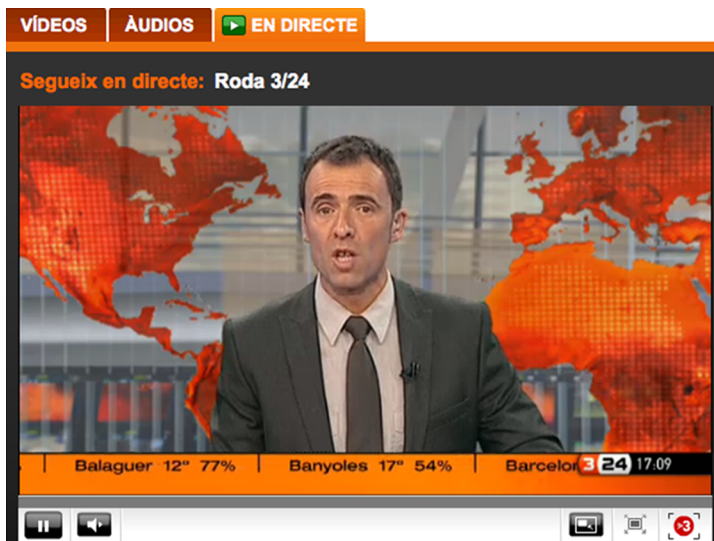 VÍDEOS ÀUDIOS EN DIRECTE
Segueix en directe: Roda 3/24
Balaguer 12º 77% Banyoles 17º 54% Barcelon 3 24 17:09
3